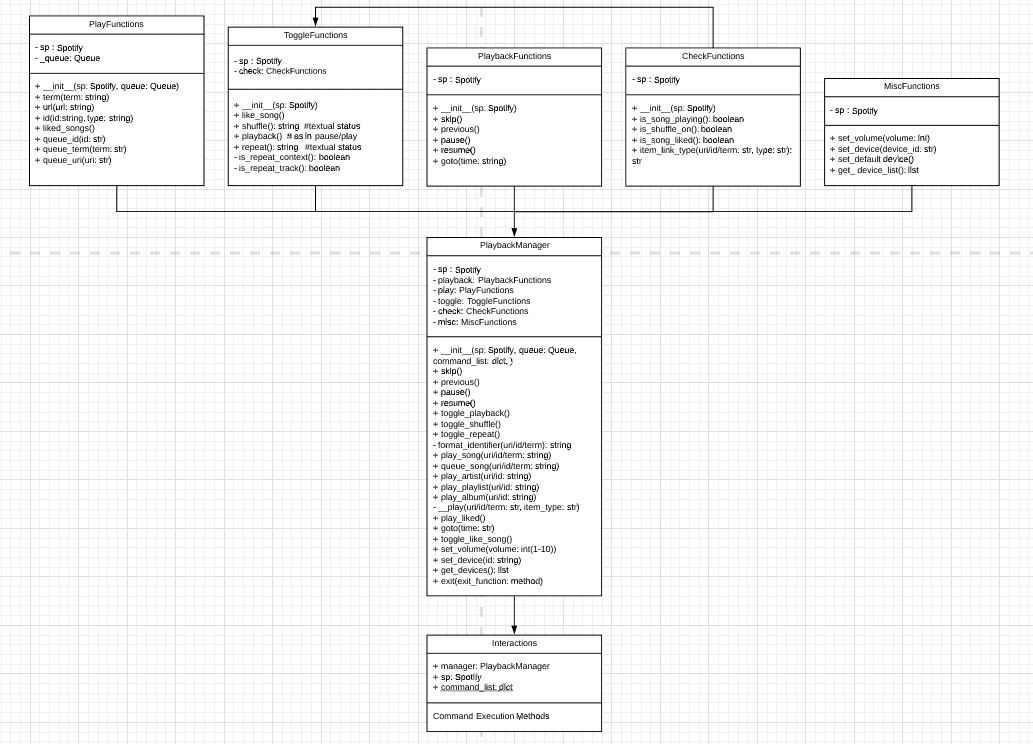 PlayFunctions
- sp : Spotify
- _queue: Queue
+ __init__(sp: Spotify, queue: Queue)
+ term(term: string)
+ uri(url: string)
+ id(id:string, type: string)
+ liked_songs()
+ queue_id(id: str)
+ queue_term(term: str)
+ queue_uri(uri: str)
ToggleFunctions
- sp : Spotify
- check: CheckFunctions
+ __init__(sp: Spotify)
+ like_song()
+ shuffle(): string #textual status
+ playback() # as in pause/play
+ repeat(): string #textual status
- is_repeat_context(): boolean
- is_repeat_track(): boolean
PlaybackFunctions
- sp : Spotify
+ __init__(sp: Spotify)
+ skip()
+ previous()
+ pause()
+ resume()
+ goto(time: string)
CheckFunctions
- sp : Spotify
+ __init__(sp: Spotify)
+ is_song_playing(): boolean
+ is_shuffle_on(): boolean
+ is_song_liked(): boolean
+ item_link_type(uri/id/term: str, type: str):
str
MiscFunctions
- sp : Spotify
+ set_volume(volume: int)
+ set_device(device_id: str)
+ set_default device()
+ get_ device_list(): list
PlaybackManager
- sp : Spotify
- playback: PlaybackFunctions
- play: PlayFunctions
- toggle: ToggleFunctions
- check: CheckFunctions
- misc: MiscFunctions
+ __init__(sp: Spotify, queue: Queue,
command_list: dict, )
+ skip()
+ previous()
+ pause()
+ resume()
+ toggle_playback()
+ toggle_shuffle()
+ toggle_repeat()
- format_identifier(uri/id/term): string
+ play_song(uri/id/term: string)
+ queue_song(uri/id/term: string)
+ play_artist(uri/id: string)
+ play_playlist(uri/id: string)
+ play_album(uri/id: string)
- __play(uri/id/term: str, item_type: str)
+ play_liked()
+ goto(time: str)
+ toggle_like_song()
+ set_volume(volume: int(1-10))
+ set_device(id: string)
+ get_devices(): list
+ exit(exit_function: method)
Interactions
+ manager: PlaybackManager
+ sp: Spotify
+ command_list: dict
Command Execution Methods